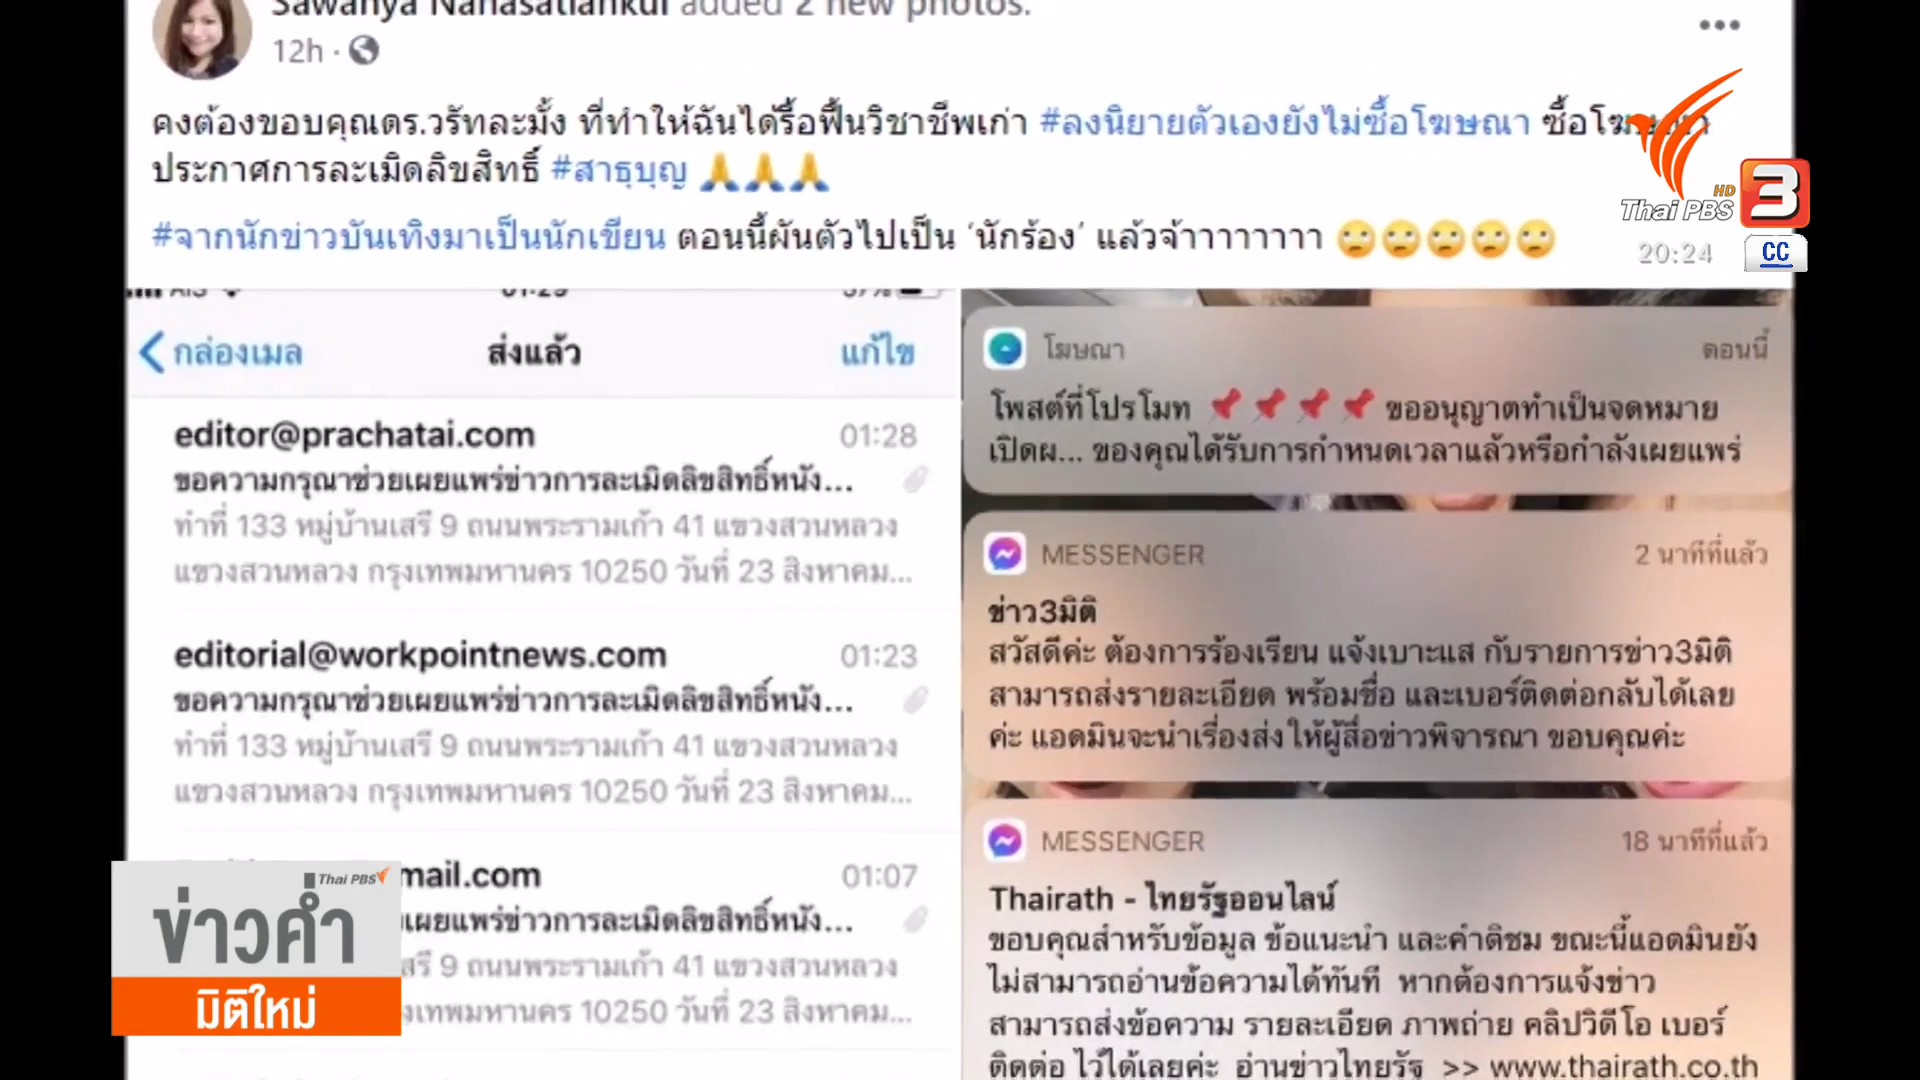 Sawanya Nanasatiankul added 2 new photos.
12h ·
คงต้องขอบคุณดร.วรัทละมั้ง ที่ทำให้ฉันได้รื้อฟื้นวิชาชีพเก่า #ลงนิยายตัวเองยังไม่ซื้อโฆษณา ซื้อโฆษณา
ประกาศการละเมิดลิขสิทธิ์ #สาธุบุญ 🙏🙏🙏
#จากนักข่าวบันเทิงมาเป็นนักเขียน ตอนนี้ผันตัวไปเป็น ‘นักร้อง’ แล้วจ้าาาาาาาา 🙄🙄🙄🙄🙄
Thai PBS HD 3
20:24 CC
AIS 01:29 37%
กล่องเมล ส่งแล้ว แก้ไข
editor@prachatai.com 01:28
ขอความกรุณาช่วยเผยแพร่ข่าวการละเมิดลิขสิทธิ์หนัง...
ทำที่ 133 หมู่บ้านเสรี 9 ถนนพระรามเก้า 41 แขวงสวนหลวง
แขวงสวนหลวง กรุงเทพมหานคร 10250 วันที่ 23 สิงหาคม...
editorial@workpointnews.com 01:23
ขอความกรุณาช่วยเผยแพร่ข่าวการละเมิดลิขสิทธิ์หนัง...
ทำที่ 133 หมู่บ้านเสรี 9 ถนนพระรามเก้า 41 แขวงสวนหลวง
แขวงสวนหลวง กรุงเทพมหานคร 10250 วันที่ 23 สิงหาคม...
mail.com 01:07
เผยแพร่ข่าวการละเมิดลิขสิทธิ์หนัง...
สรี 9 ถนนพระรามเก้า 41 แขวงสวนหลวง
งเทพมหานคร 10250 วันที่ 23 สิงหาคม...
โฆษณา ตอนนี้
โพสต์ที่โปรโมท 📌📌📌📌 ขออนุญาตทำเป็นจดหมาย
เปิดผ... ของคุณได้รับการกำหนดเวลาแล้วหรือกำลังเผยแพร่
MESSENGER 2 นาทีที่แล้ว
ข่าว3มิติ
สวัสดีค่ะ ต้องการร้องเรียน แจ้งเบาะแส กับรายการข่าว3มิติ
สามารถส่งรายละเอียด พร้อมชื่อ และเบอร์ติดต่อกลับได้เลย
ค่ะ แอดมินจะนำเรื่องส่งให้ผู้สื่อข่าวพิจารณา ขอบคุณค่ะ
MESSENGER 18 นาทีที่แล้ว
Thairath - ไทยรัฐออนไลน์
ขอบคุณสำหรับข้อมูล ข้อแนะนำ และคำติชม ขณะนี้แอดมินยัง
ไม่สามารถอ่านข้อความได้ทันที หากต้องการแจ้งข่าว
สามารถส่งข้อความ รายละเอียด ภาพถ่าย คลิปวิดีโอ เบอร์
ติดต่อ ไว้ได้เลยค่ะ อ่านข่าวไทยรัฐ >> www.thairath.co.th
Thai PBS
ข่าวค่ำ
มิติใหม่